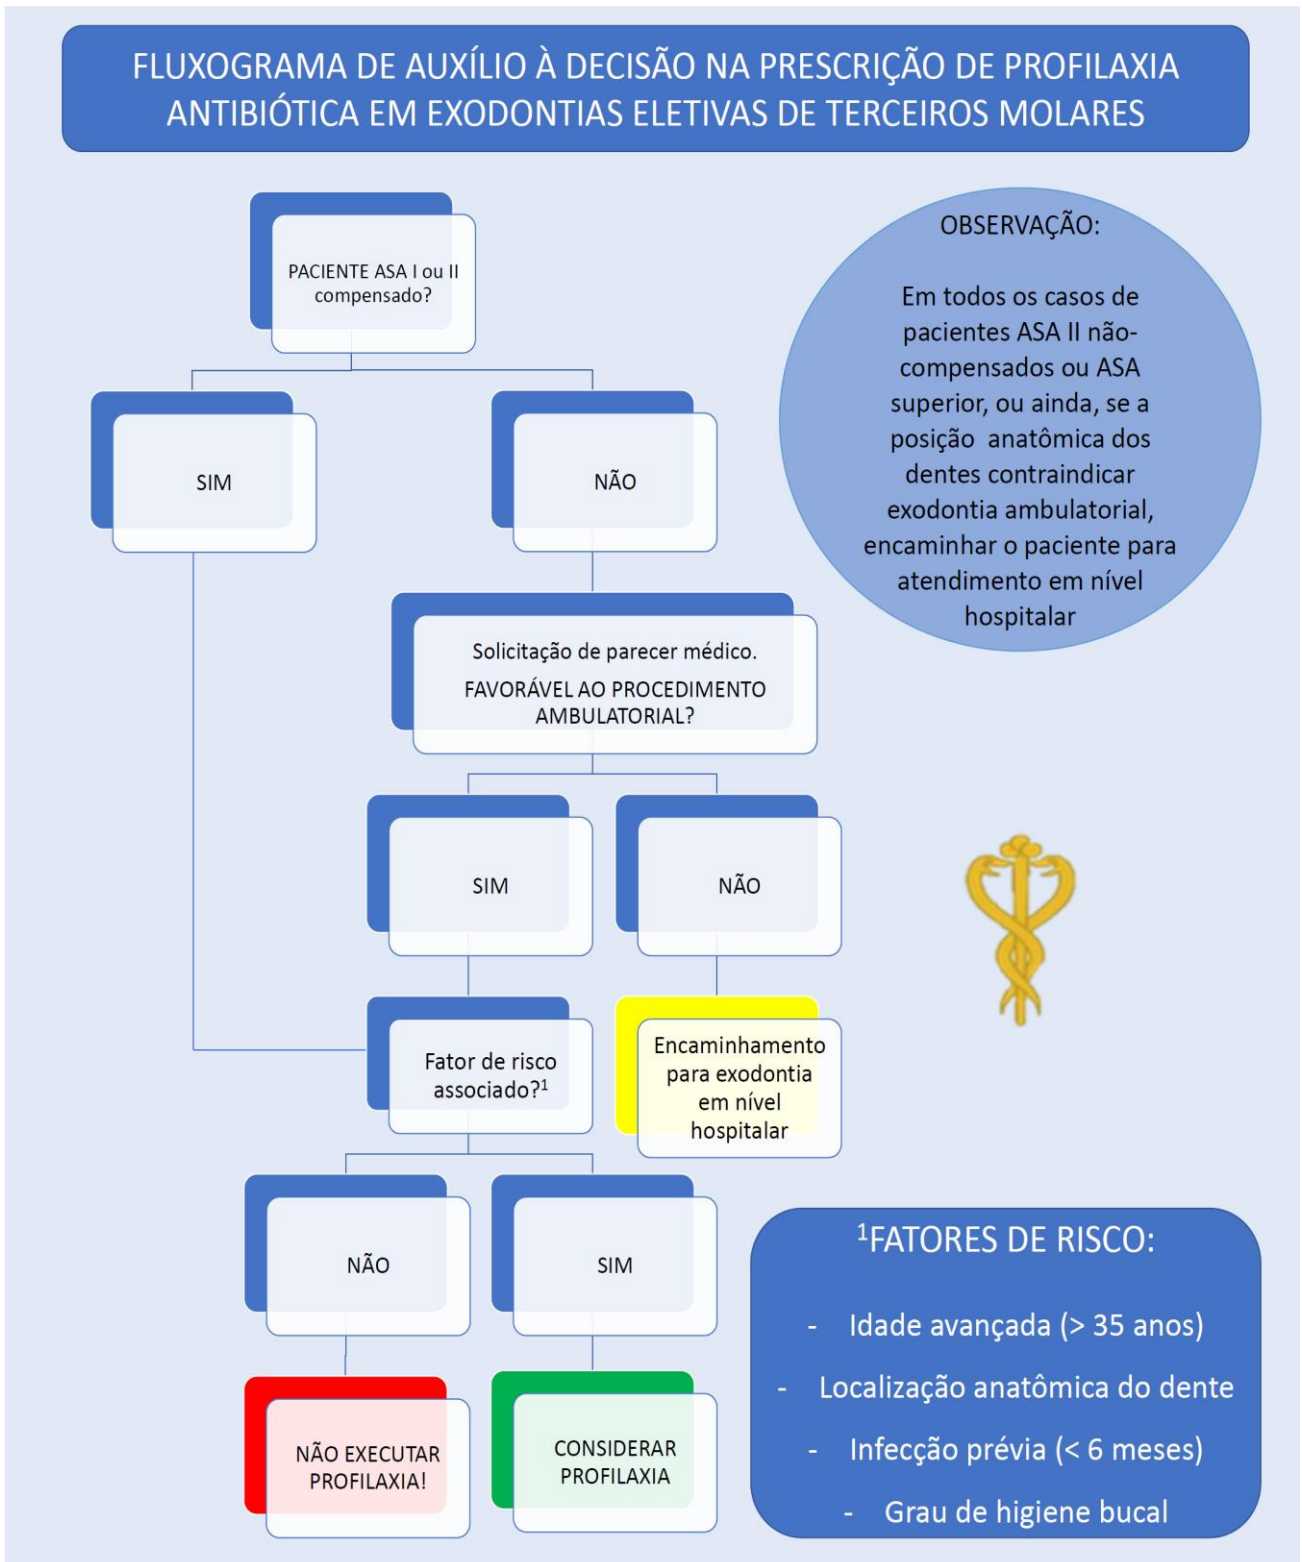 FLUXOGRAMA DE AUXÍLIO À DECISÃO NA PRESCRIÇÃO DE PROFILAXIA
ANTIBIÓTICA EM EXODONTIAS ELETIVAS DE TERCEIROS MOLARES
PACIENTE ASA I ou II
compensado?
OBSERVAÇÃO:
Em todos os casos de
pacientes ASA II não-
compensados ou ASA
superior, ou ainda, se a
posição anatômica dos
dentes contraindicar
exodontia ambulatorial,
encaminhar o paciente para
atendimento em nível
hospitalar
SIM
NÃO
Solicitação de parecer médico.
FAVORÁVEL AO PROCEDIMENTO
AMBULATORIAL?
SIM
NÃO
Fator de risco
associado?¹
Encaminhamento
para exodontia
em nível
hospitalar
NÃO
SIM
NÃO EXECUTAR
PROFILAXIA!
CONSIDERAR
PROFILAXIA
¹FATORES DE RISCO:
- Idade avançada (> 35 anos)
- Localização anatômica do dente
- Infecção prévia (< 6 meses)
- Grau de higiene bucal